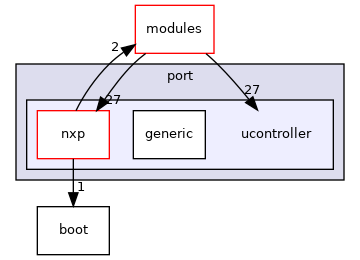 modules
2
port
27
27
nxp
generic
ucontroller
1
boot